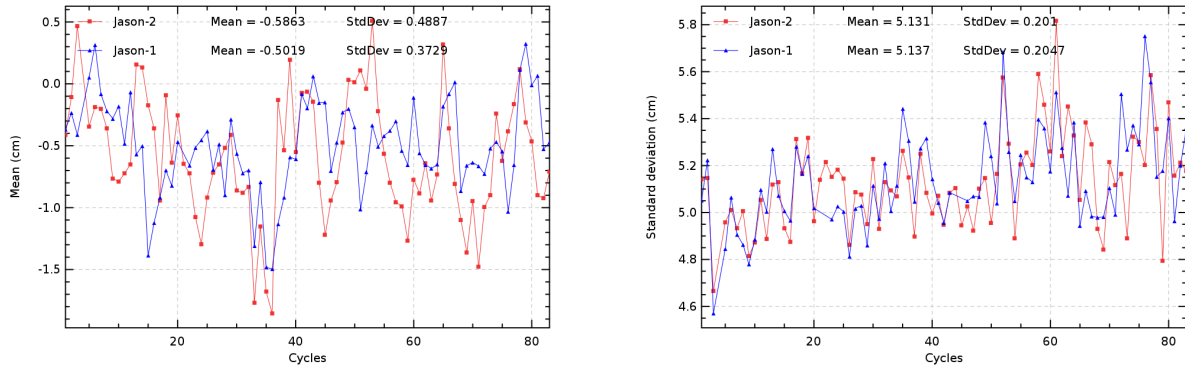 Jason-2 Mean = -0.5863 StdDev = 0.4887
Jason-1 Mean = -0.5019 StdDev = 0.3729
Mean (cm)
0.5
0.0
-0.5
-1.0
-1.5
20 40 60 80
Cycles
Jason-2 Mean = 5.131 StdDev = 0.201
Jason-1 Mean = 5.137 StdDev = 0.2047
Standard deviation (cm)
5.8
5.6
5.4
5.2
5.0
4.8
4.6
20 40 60 80
Cycles